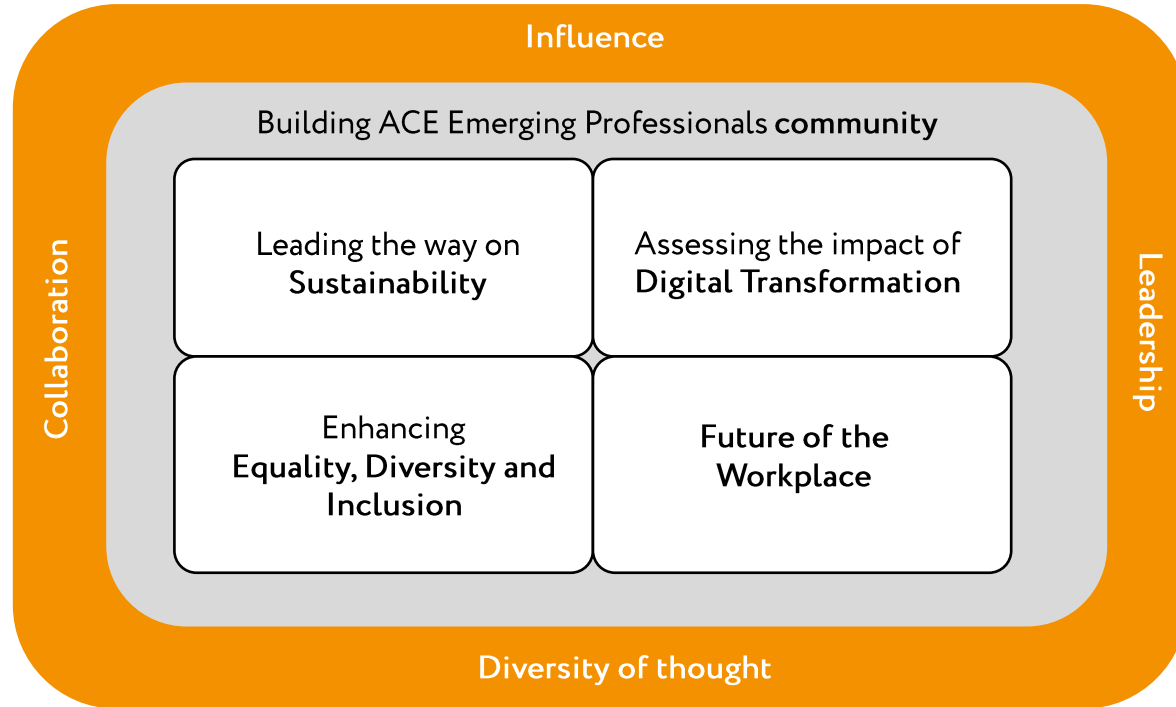 Influence
Building ACE Emerging Professionals community
Leading the way on
Sustainability
Assessing the impact of
Digital Transformation
Enhancing
Equality, Diversity and
Inclusion
Future of the
Workplace
Collaboration
Leadership
Diversity of thought